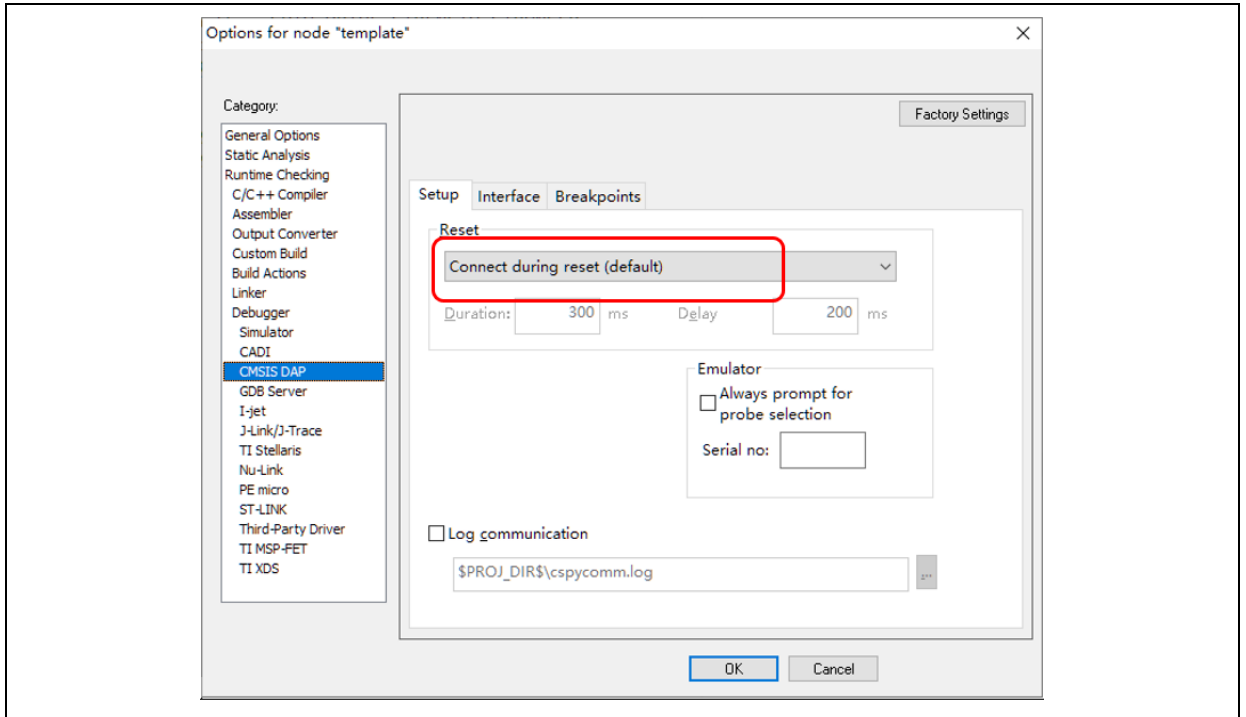 Options for node "template"
Category:
General Options
Static Analysis
Runtime Checking
C/C++ Compiler
Assembler
Output Converter
Custom Build
Build Actions
Linker
Debugger
Simulator
CADI
CMSIS DAP
GDB Server
I-jet
J-Link/J-Trace
TI Stellaris
Nu-Link
PE micro
ST-LINK
Third-Party Driver
TI MSP-FET
TI XDS
Factory Settings
Setup Interface Breakpoints
Reset
Connect during reset (default)
Duration: 300 ms Delay 200 ms
Emulator
Always prompt for
probe selection
Serial no:
Log communication
$PROJ_DIR$\cspycomm.log
...
OK Cancel